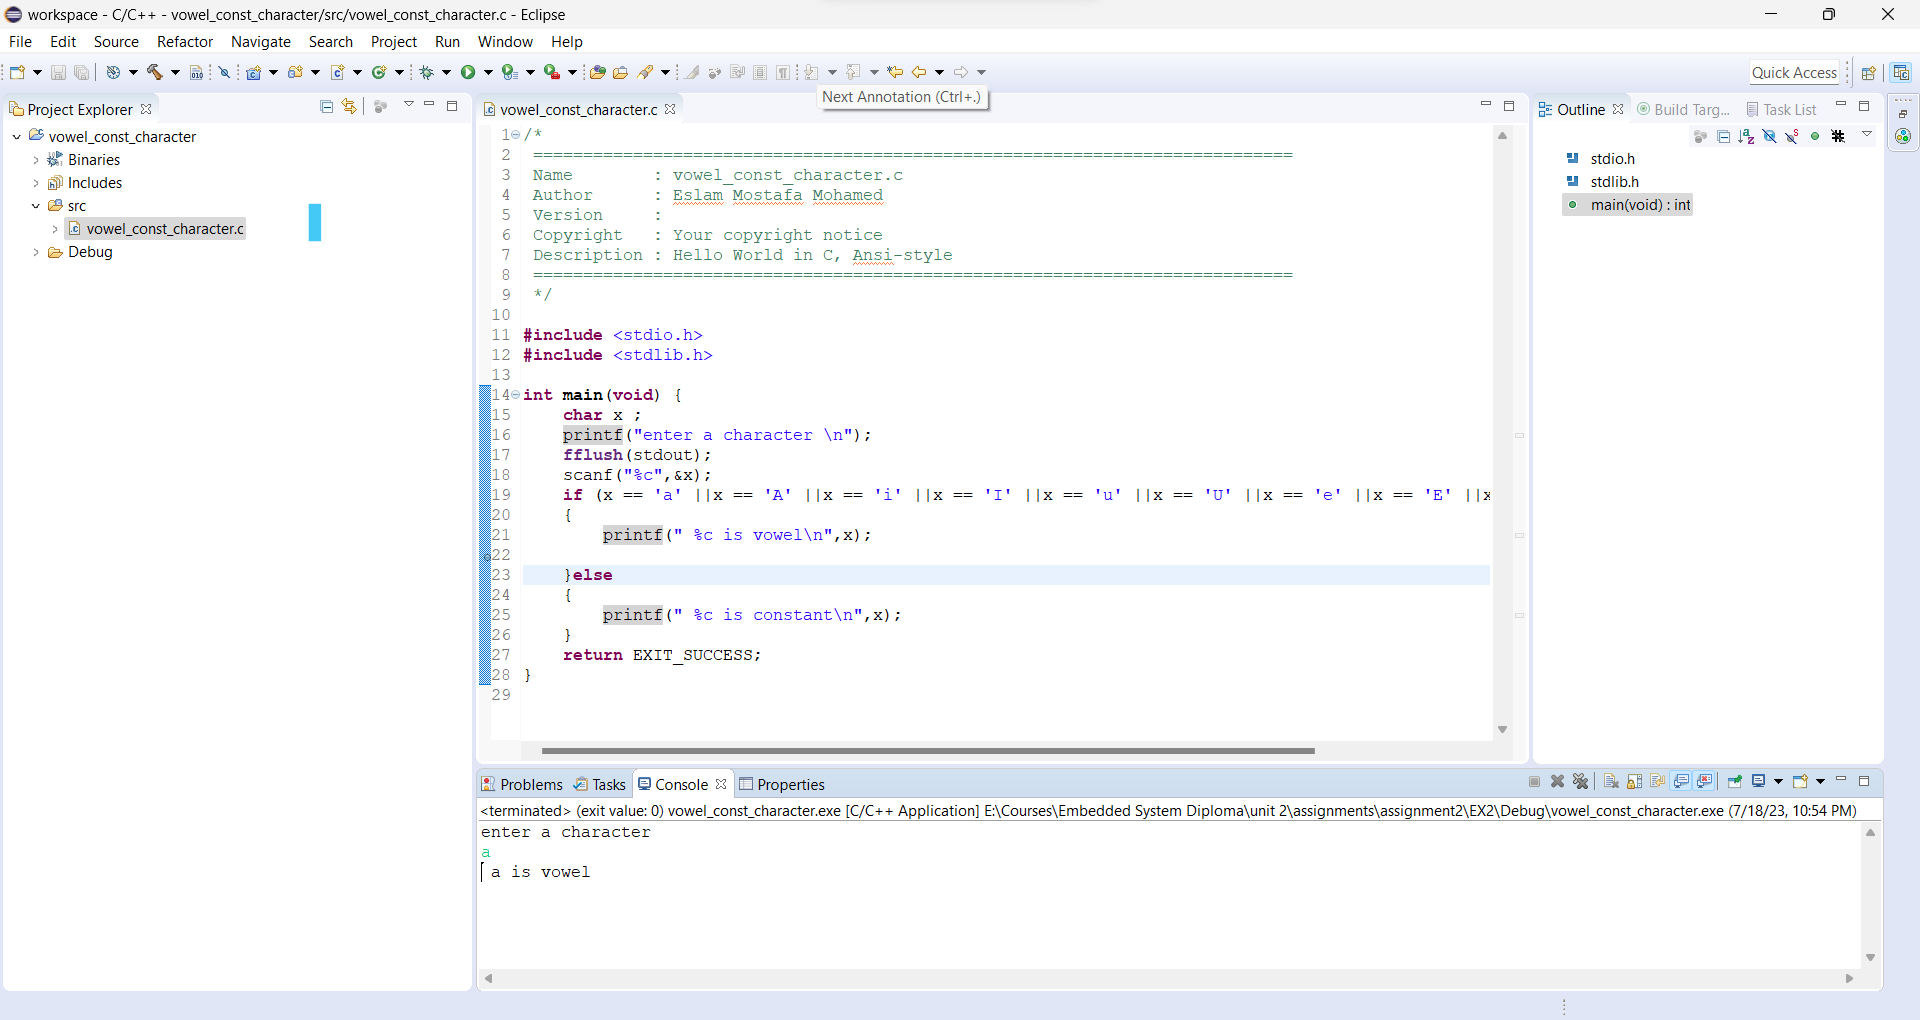 workspace - C/C++ - vowel_const_character/src/vowel_const_character.c - Eclipse
File Edit Source Refactor Navigate Search Project Run Window Help
Quick Access
Next Annotation (Ctrl+.)
Project Explorer
vowel_const_character
Binaries
Includes
src
vowel_const_character.c
Debug
vowel_const_character.c
1 /*
2 ============================================================================
3 Name : vowel_const_character.c
4 Author : Eslam Mostafa Mohamed
5 Version :
6 Copyright : Your copyright notice
7 Description : Hello World in C, Ansi-style
8 ============================================================================
9 */
10
11 #include <stdio.h>
12 #include <stdlib.h>
13
14 int main(void) {
15 char x ;
16 printf("enter a character \n");
17 fflush(stdout);
18 scanf("%c",&x);
19 if (x == 'a' ||x == 'A' ||x == 'i' ||x == 'I' ||x == 'u' ||x == 'U' ||x == 'e' ||x == 'E' ||x
20 {
21 printf(" %c is vowel\n",x);
22
23 }else
24 {
25 printf(" %c is constant\n",x);
26 }
27 return EXIT_SUCCESS;
28 }
29
Outline Build Targ... Task List
stdio.h
stdlib.h
main(void) : int
Problems Tasks Console Properties
<terminated> (exit value: 0) vowel_const_character.exe [C/C++ Application] E:\Courses\Embedded System Diploma\unit 2\assignments\assignment2\EX2\Debug\vowel_const_character.exe (7/18/23, 10:54 PM)
enter a character
a
a is vowel